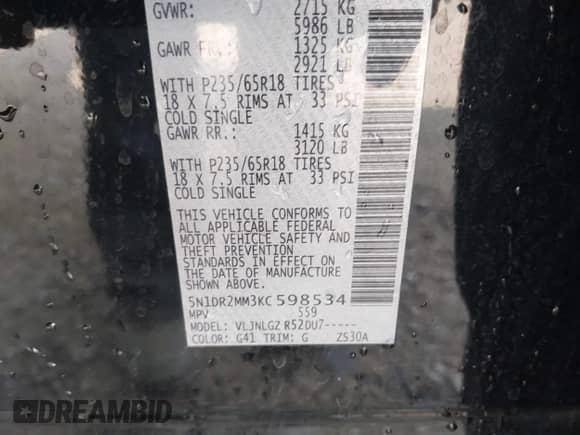 GVWR: 2715 KG
5986 LB
GAWR FR.: 1325 KG
2921 LB
WITH P235/65R18 TIRES
18 X 7.5 RIMS AT 33 PSI
COLD SINGLE
GAWR RR.: 1415 KG
3120 LB
WITH P235/65R18 TIRES
18 X 7.5 RIMS AT 33 PSI
COLD SINGLE
THIS VEHICLE CONFORMS TO
ALL APPLICABLE FEDERAL
MOTOR VEHICLE SAFETY AND
THEFT PREVENTION
STANDARDS IN EFFECT ON
THE DATE OF MANUFACTURE
SHOWN ABOVE.
5N1DR2MM3KC598534
MPV 559
MODEL: VLJNLGZ R52DU7-----
COLOR: G41 TRIM: G ZS30A
DREAMBID